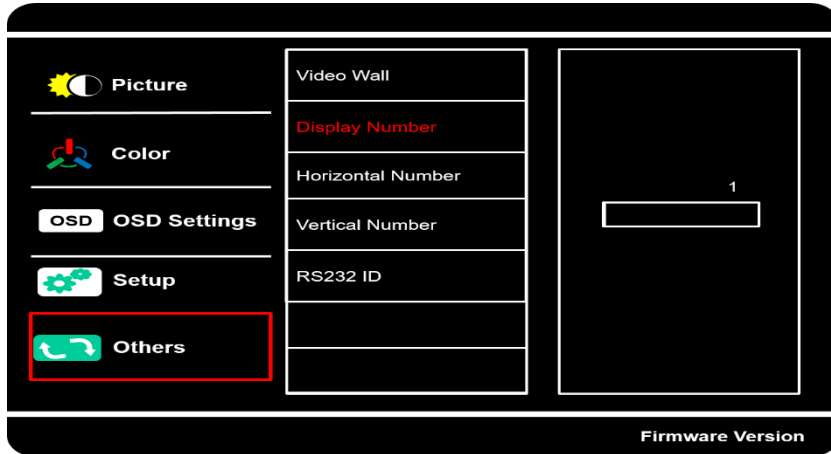 Picture
Color
OSD OSD Settings
Setup
Others
Video Wall
Display Number
Horizontal Number
Vertical Number
RS232 ID
1
Firmware Version